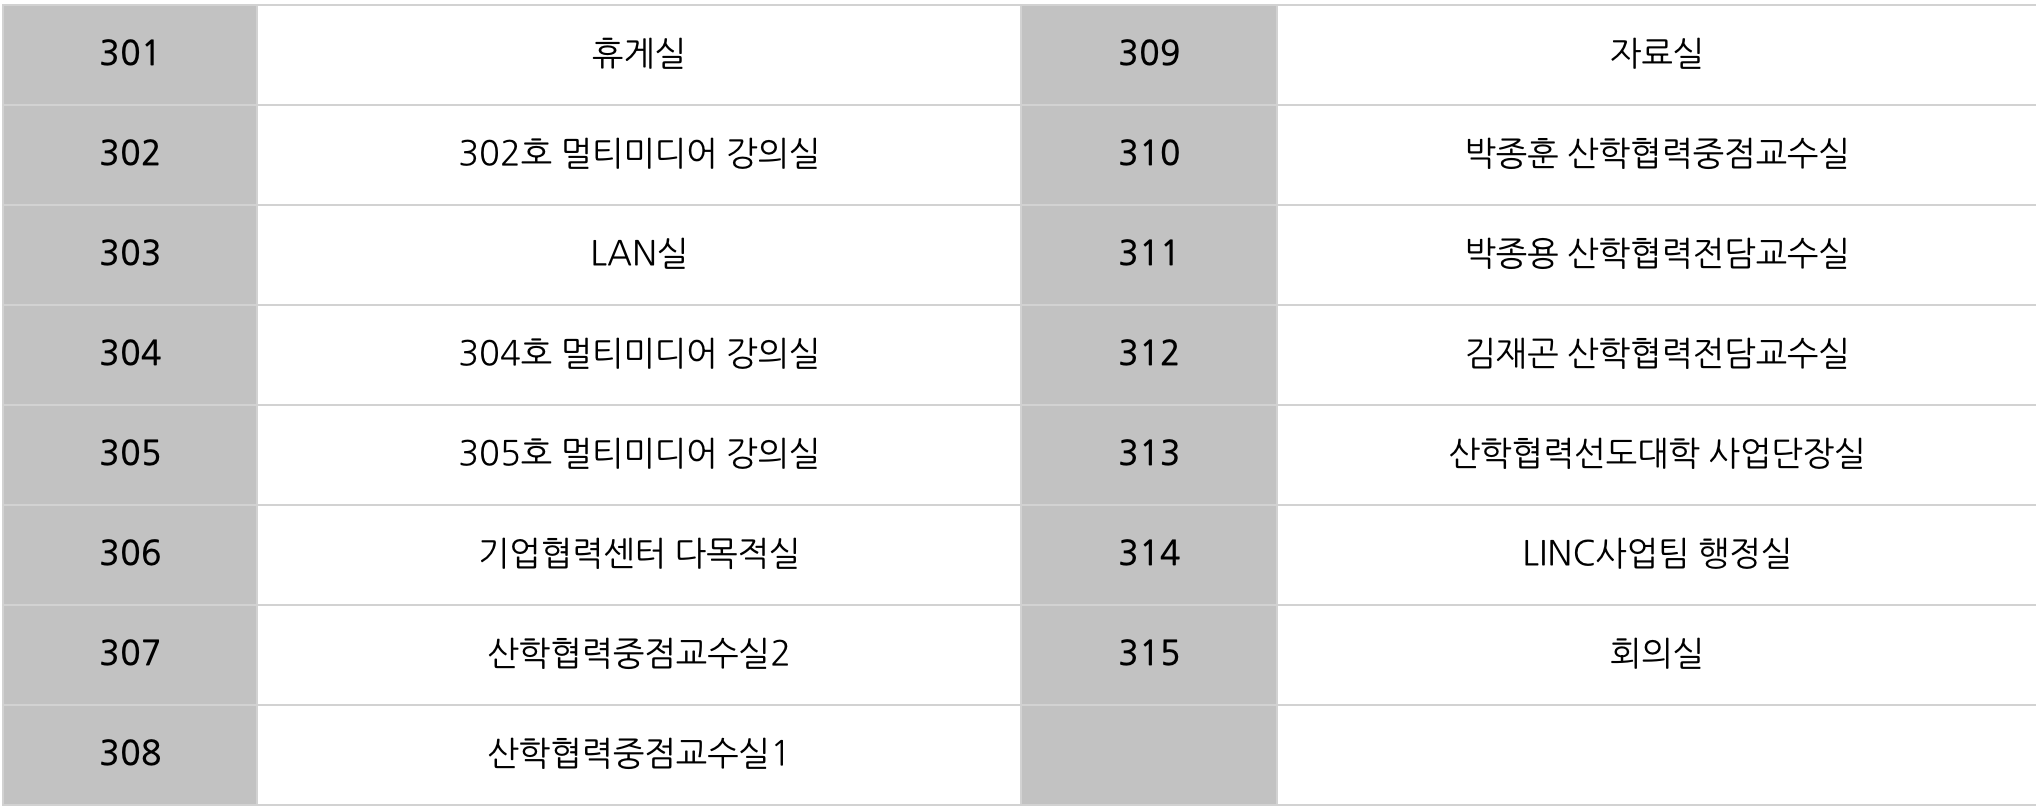 301 휴게실 309 자료실
302 302호 멀티미디어 강의실 310 박종훈 산학협력중점교수실
303 LAN실 311 박종용 산학협력전담교수실
304 304호 멀티미디어 강의실 312 김재곤 산학협력전담교수실
305 305호 멀티미디어 강의실 313 산학협력선도대학 사업단장실
306 기업협력센터 다목적실 314 LINC사업팀 행정실
307 산학협력중점교수실2 315 회의실
308 산학협력중점교수실1